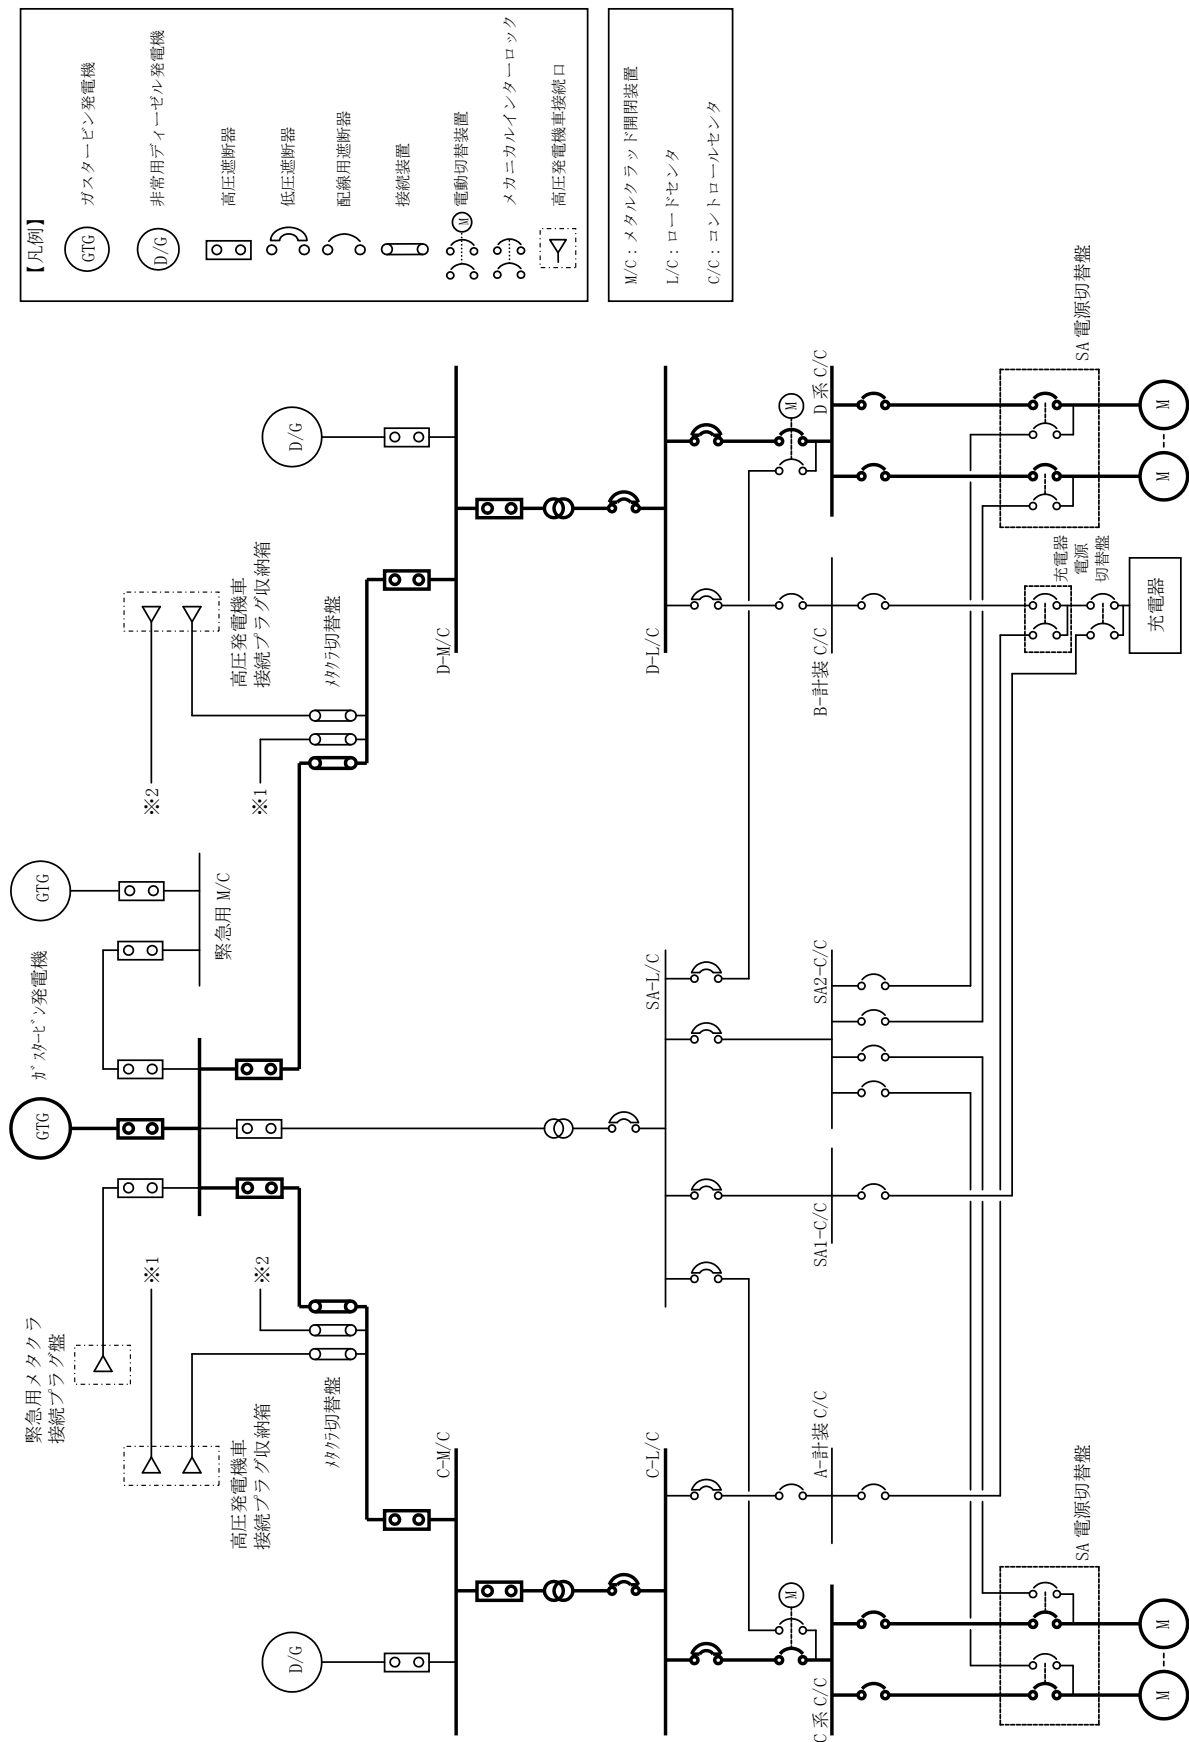 【凡例】
GTG
ガスタービン発電機
D/G
非常用ディーゼル発電機
高圧遮断器
低圧遮断器
配線用遮断器
接続装置
M
電動切替装置
メカニカルインターロック
高圧発電機車接続口
M/C：メタルクラッド開閉装置
L/C：ロードセンタ
C/C：コントロールセンタ
緊急用メタクラ
接続プラグ盤
GTG
ｶﾞｽﾀｰﾋﾞﾝ発電機
GTG
緊急用 M/C
※1
※2
高圧発電機車
接続プラグ収納箱
ﾒﾀｸﾗ切替盤
※2
※1
高圧発電機車
接続プラグ収納箱
ﾒﾀｸﾗ切替盤
D/G
D/G
C-M/C
D-M/C
C-L/C
SA-L/C
D-L/C
M
M
C 系 C/C
A-計装 C/C
SA1-C/C
SA2-C/C
B-計装 C/C
D 系 C/C
SA 電源切替盤
充電器
電源
切替盤
SA 電源切替盤
M
M
充電器
M
M